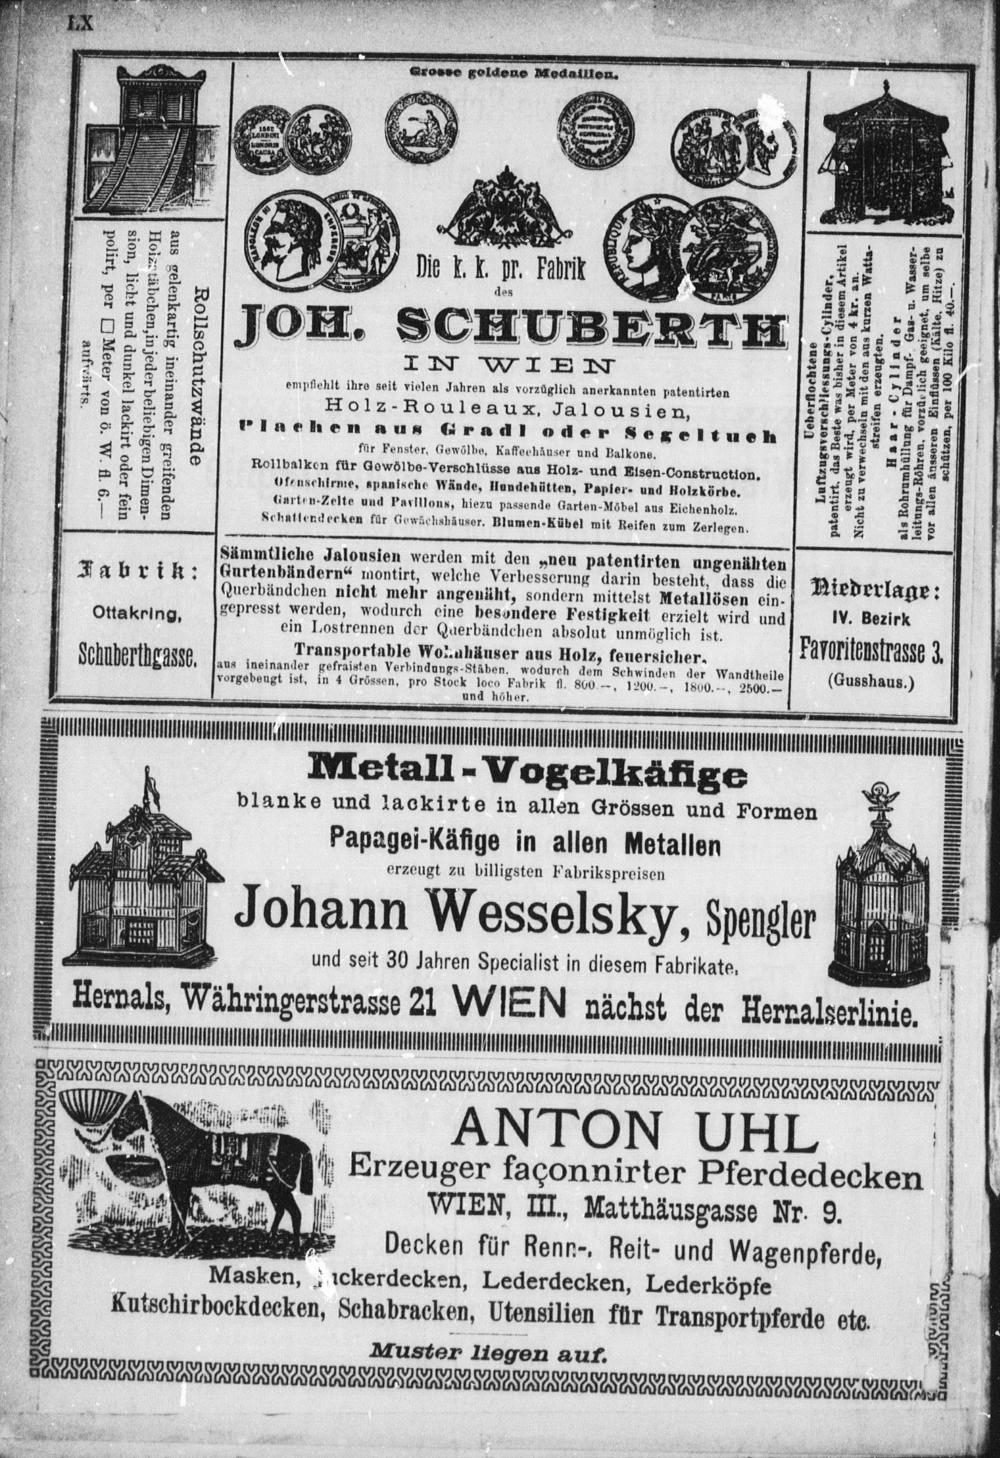 LX
Grosse goldene Medaillen.
Rollschutzwände
aus gelenkartig ineinander greifenden
Holzstäbchen, in jeder beliebigen Dimen-
sion, licht und dunkel lackirt oder fein
polirt, per □ Meter von ö. W. fl. 6.—
aufwärts.
Fabrik:
Ottakring,
Schuberthgasse.
1862
LONDINI
HONORIS
CAUSA
NAPOLEON III EMPEREUR
REPUBLIQUE
PARIS
Die k. k. pr. Fabrik
des
JOH. SCHUBERTH
IN WIEN
empfiehlt ihre seit vielen Jahren als vorzüglich anerkannten patentirten
Holz-Rouleaux, Jalousien,
Plachen aus Gradl oder Segeltuch
für Fenster, Gewölbe, Kaffeehäuser und Balkone.
Rollbalken für Gewölbe-Verschlüsse aus Holz- und Eisen-Construction.
Ofenschirme, spanische Wände, Hundehütten, Papier- und Holzkörbe.
Garten-Zelte und Pavillons, hiezu passende Garten-Möbel aus Eichenholz.
Schattendecken für Gewächshäuser. Blumen-Kübel mit Reifen zum Zerlegen.
Sämmtliche Jalousien werden mit den „neu patentirten ungenähten
Gurtenbändern“ montirt, welche Verbesserung darin besteht, dass die
Querbändchen nicht mehr angenäht, sondern mittelst Metallösen ein-
gepresst werden, wodurch eine besondere Festigkeit erzielt wird und
ein Lostrennen der Querbändchen absolut unmöglich ist.
Transportable Wohnhäuser aus Holz, feuersicher.
aus ineinander gefraisten Verbindungs-Stäben, wodurch dem Schwinden der Wandtheile
vorgebeugt ist, in 4 Grössen, pro Stock loco Fabrik fl. 800.—, 1200.—, 1800.—, 2500.—
und höher.
Ueberflochtene
Luftzugsverschliessungs-Cylinder,
patentirt, das Beste was bisher in diesem Artikel
erzeugt wird, per Meter von 4 kr. an.
Nicht zu verwechseln mit den aus kurzen Watta-
streifen erzeugten.
Haar-Cylinder
als Rohrumhüllung für Dampf-, Gas- u. Wasser-
leitungs-Röhren, vorzüglich geeignet, um selbe
vor allen äusseren Einflüssen (Kälte, Hitze) zu
schützen, per 100 Kilo fl. 40.—.
Niederlage:
IV. Bezirk
Favoritenstrasse 3.
(Gusshaus.)
Metall-Vogelkäfige
blanke und lackirte in allen Grössen und Formen
Papagei-Käfige in allen Metallen
erzeugt zu billigsten Fabrikspreisen
Johann Wesselsky, Spengler
und seit 30 Jahren Specialist in diesem Fabrikate.
Hernals, Währingerstrasse 21 WIEN nächst der Hernalserlinie.
ANTON UHL
Erzeuger façonnirter Pferdedecken
WIEN, III., Matthäusgasse Nr. 9.
Decken für Renn-, Reit- und Wagenpferde,
Masken, Juckerdecken, Lederdecken, Lederköpfe
Kutschirbockdecken, Schabracken, Utensilien für Transportpferde etc.
Muster liegen auf.